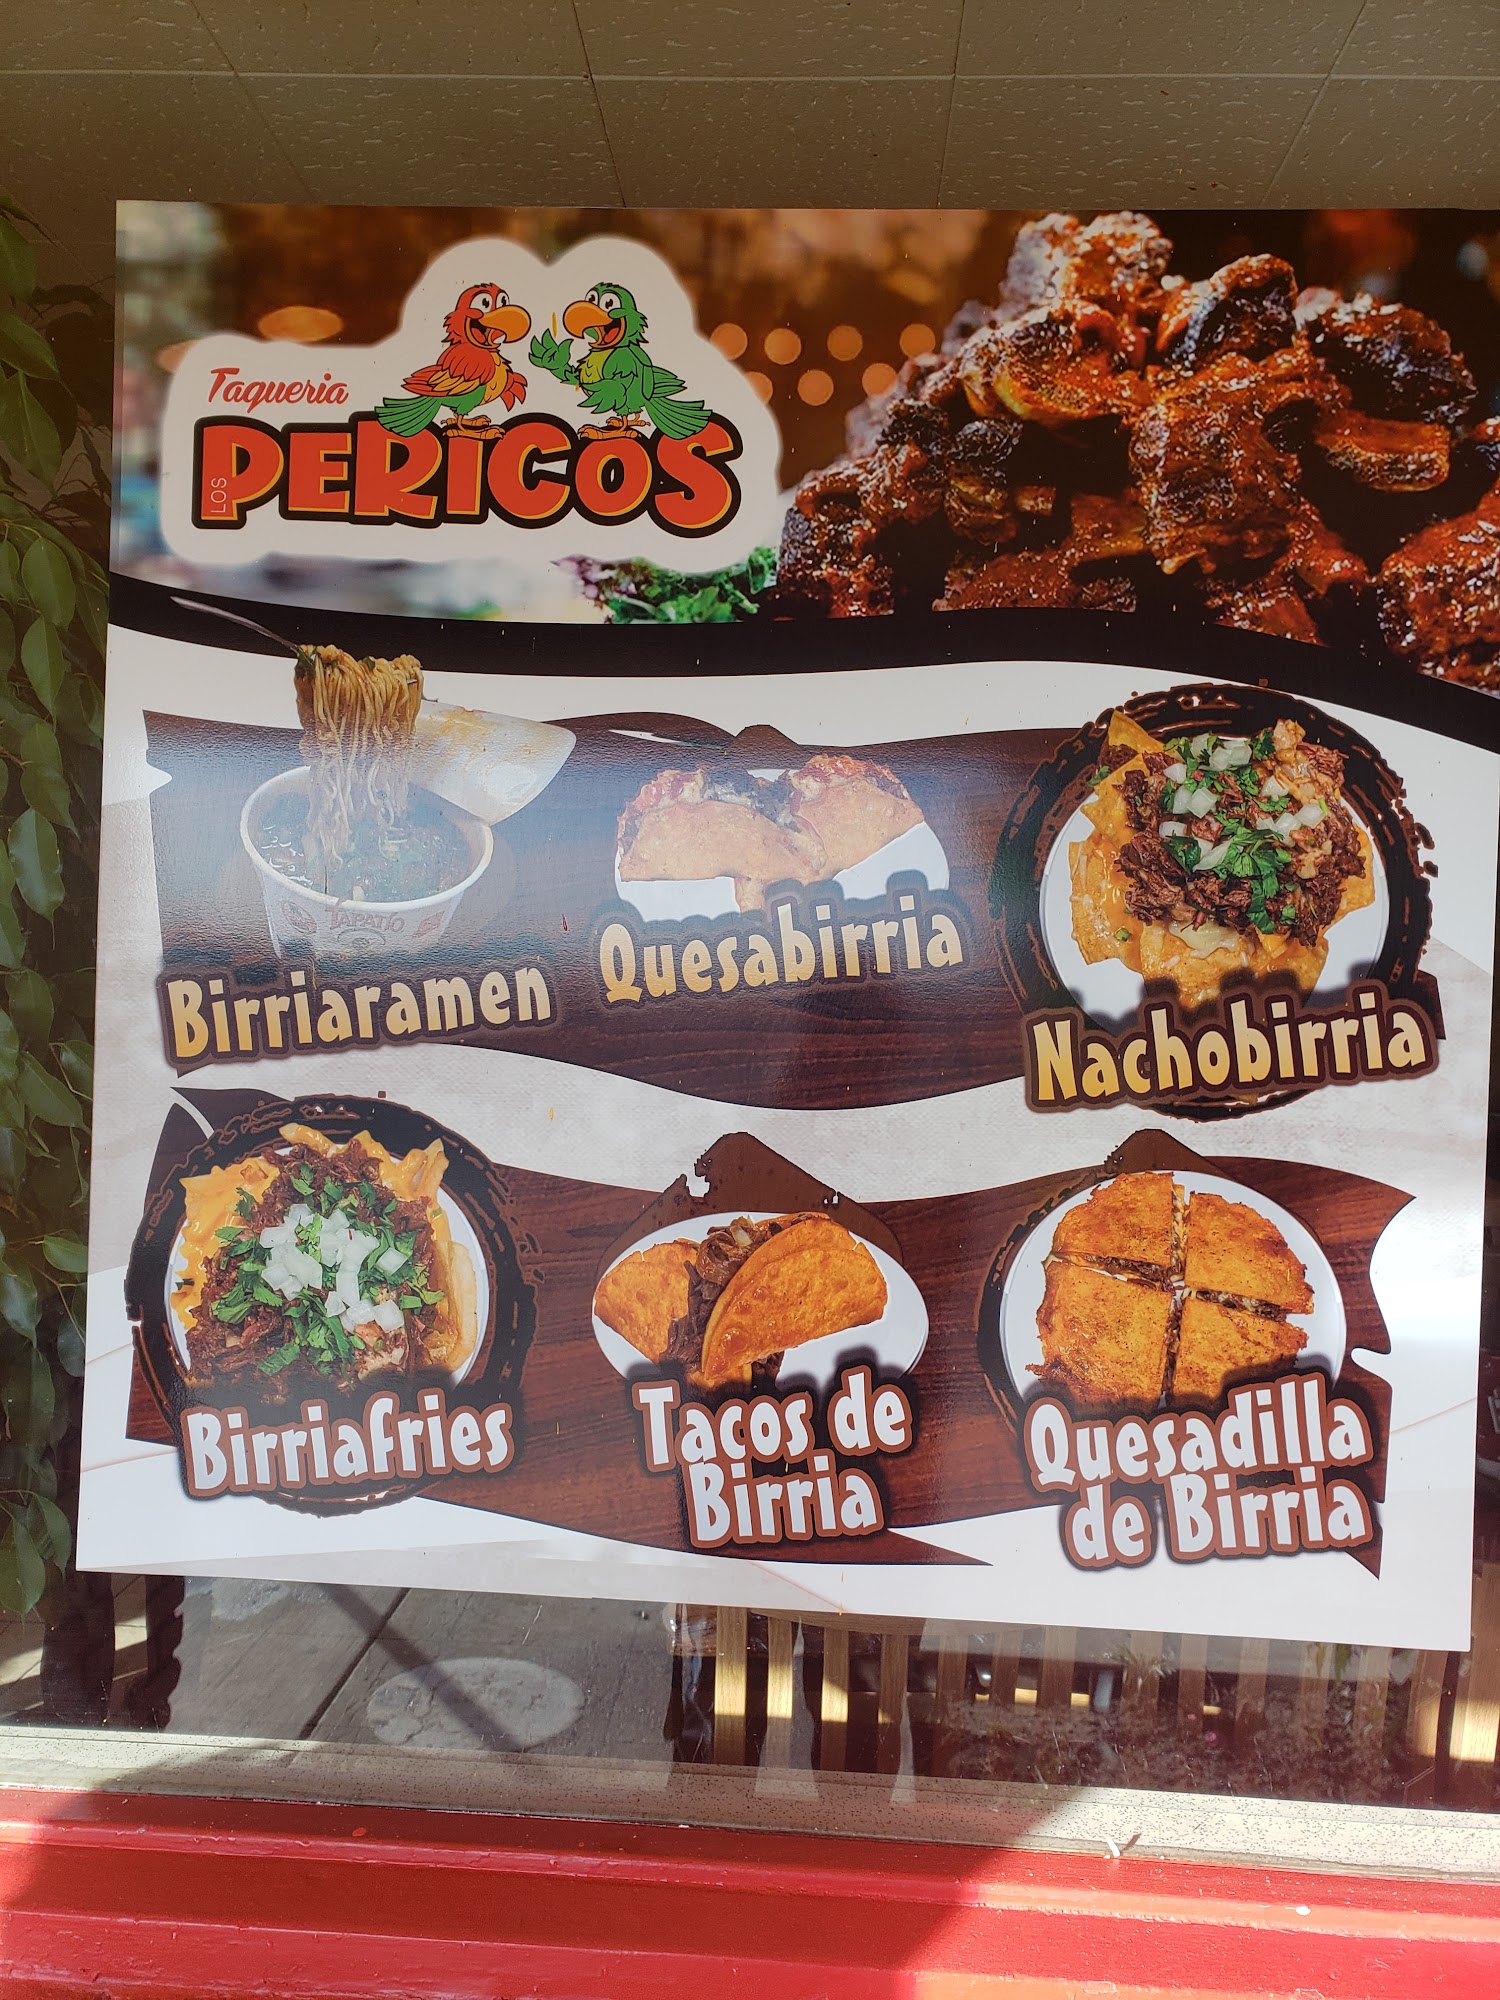 Taqueria
LOS PERICOS
TAPATIO
Birriaramen
Quesabirria
Nachobirria
Birriafries
Tacos de
Birria
Quesadilla
de Birria